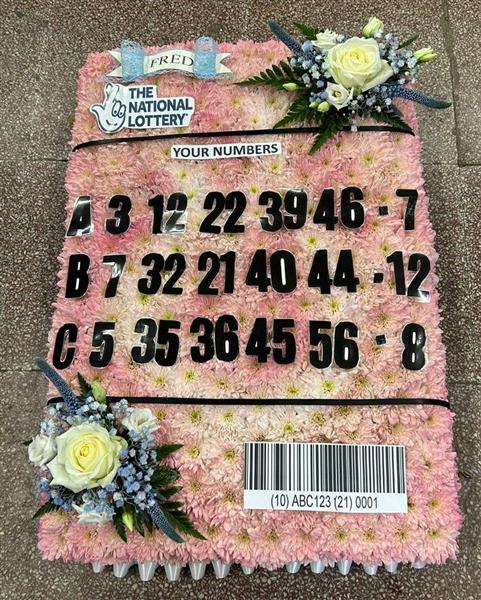 FRED
THE
NATIONAL
LOTTERY
YOUR NUMBERS
A 3 12 22 39 46 - 7
B 7 32 21 40 44 - 12
C 5 35 36 45 56 - 8
(10) ABC123 (21) 0001